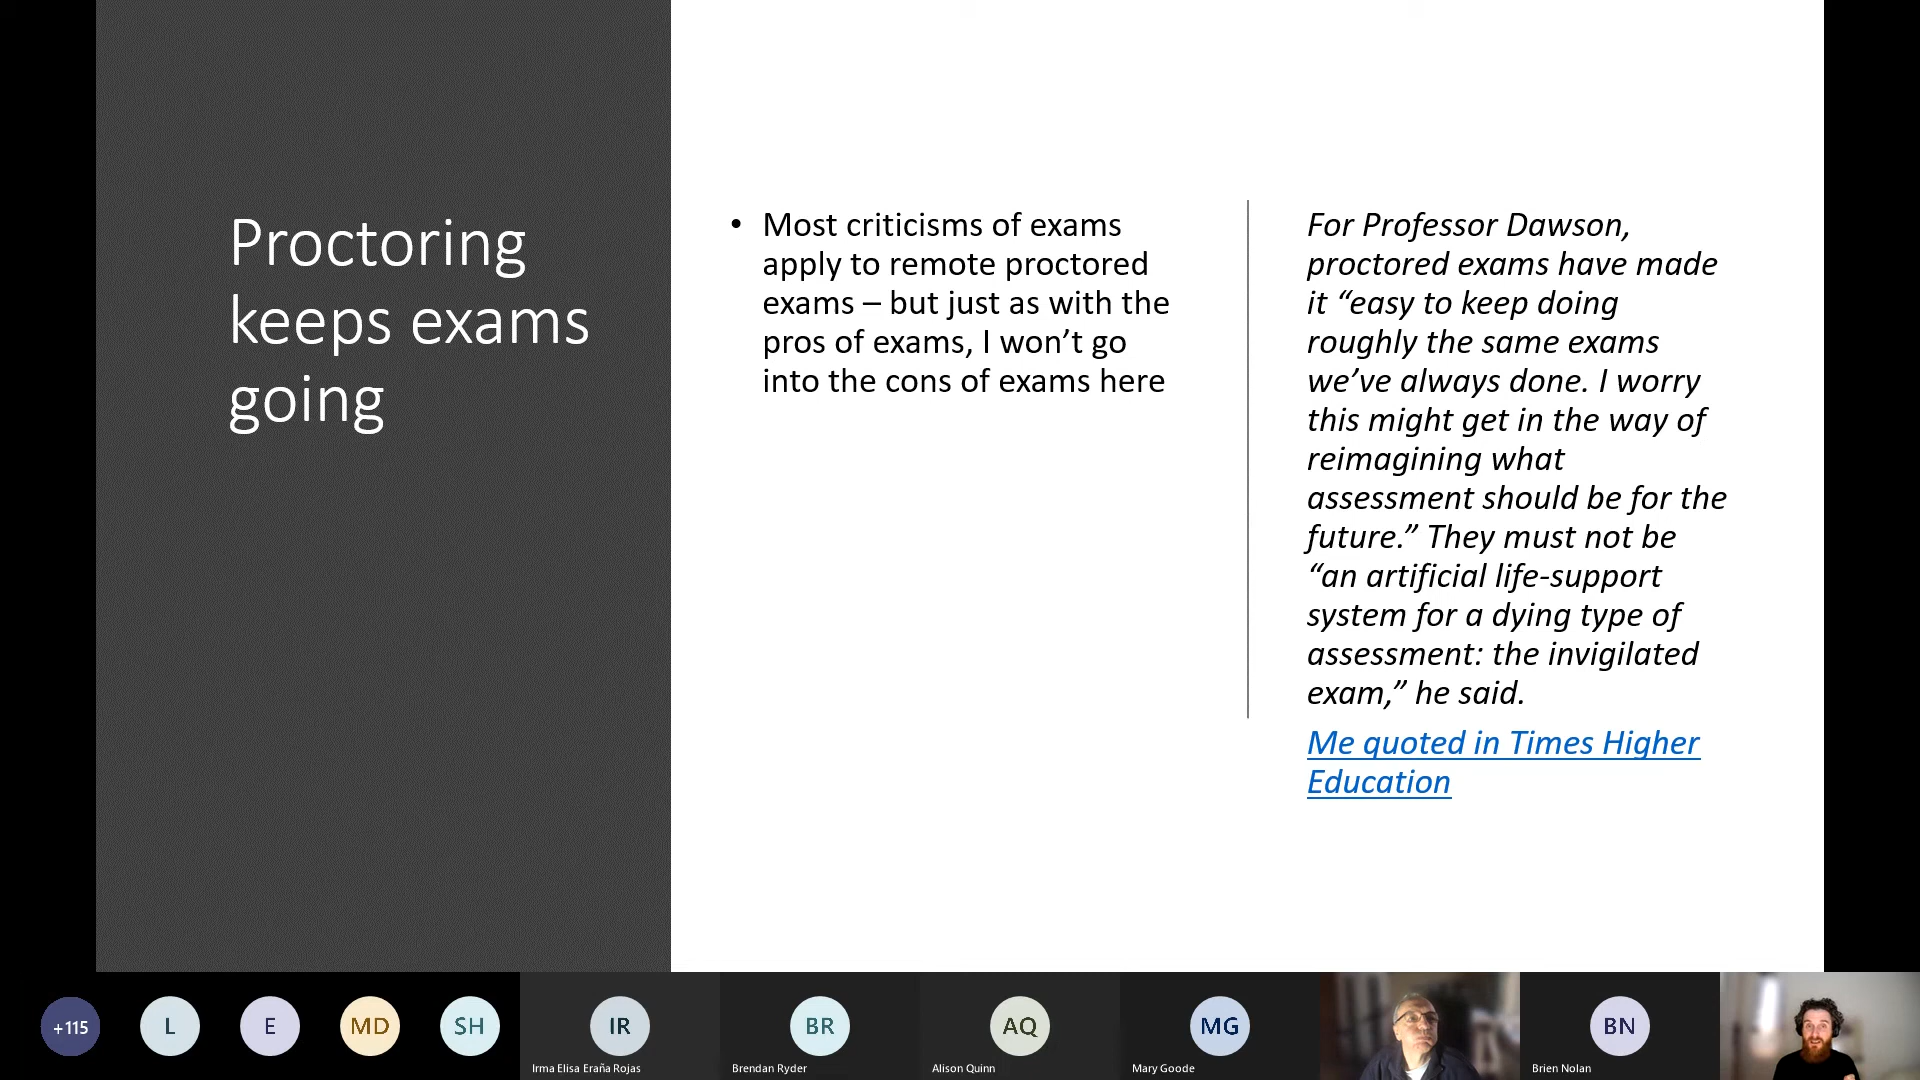 Proctoring
keeps exams
going
• Most criticisms of exams
apply to remote proctored
exams – but just as with the
pros of exams, I won’t go
into the cons of exams here
For Professor Dawson,
proctored exams have made
it “easy to keep doing
roughly the same exams
we’ve always done. I worry
this might get in the way of
reimagining what
assessment should be for the
future.” They must not be
“an artificial life-support
system for a dying type of
assessment: the invigilated
exam,” he said.
Me quoted in Times Higher
Education
+115
L
E
MD
SH
IR
BR
AQ
MG
BN
Irma Elisa Eraña Rojas
Brendan Ryder
Alison Quinn
Mary Goode
Brien Nolan